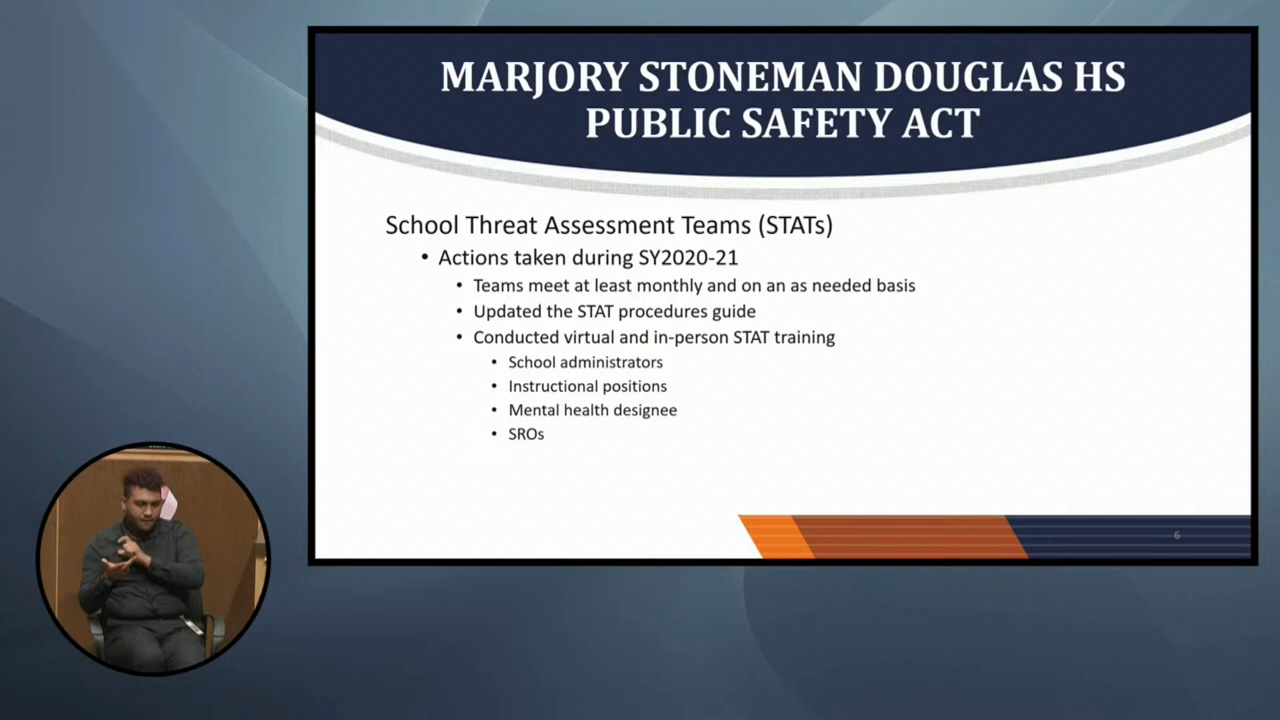 MARJORY STONEMAN DOUGLAS HS
PUBLIC SAFETY ACT
School Threat Assessment Teams (STATs)
• Actions taken during SY2020-21
• Teams meet at least monthly and on an as needed basis
• Updated the STAT procedures guide
• Conducted virtual and in-person STAT training
• School administrators
• Instructional positions
• Mental health designee
• SROs
6